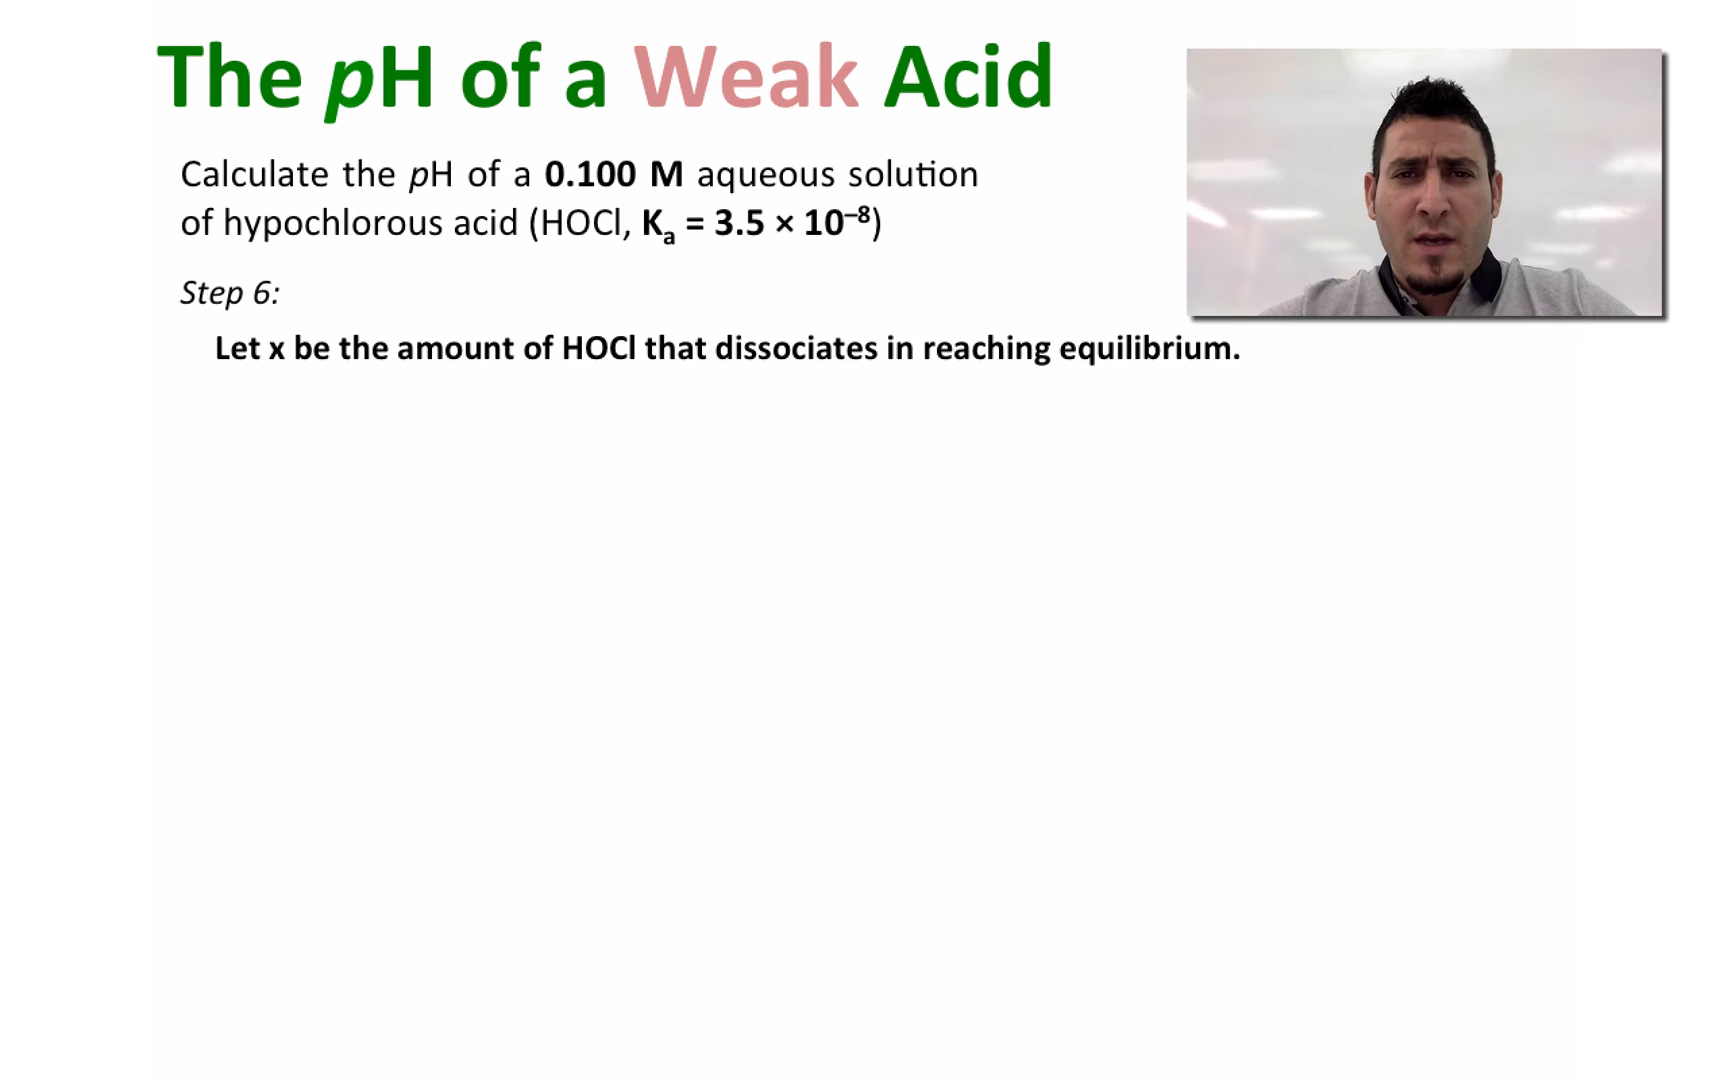 The pH of a Weak Acid
Calculate the pH of a 0.100 M aqueous solution
of hypochlorous acid (HOCl, Kₐ = 3.5 × 10⁻⁸)
Step 6:
Let x be the amount of HOCl that dissociates in reaching equilibrium.